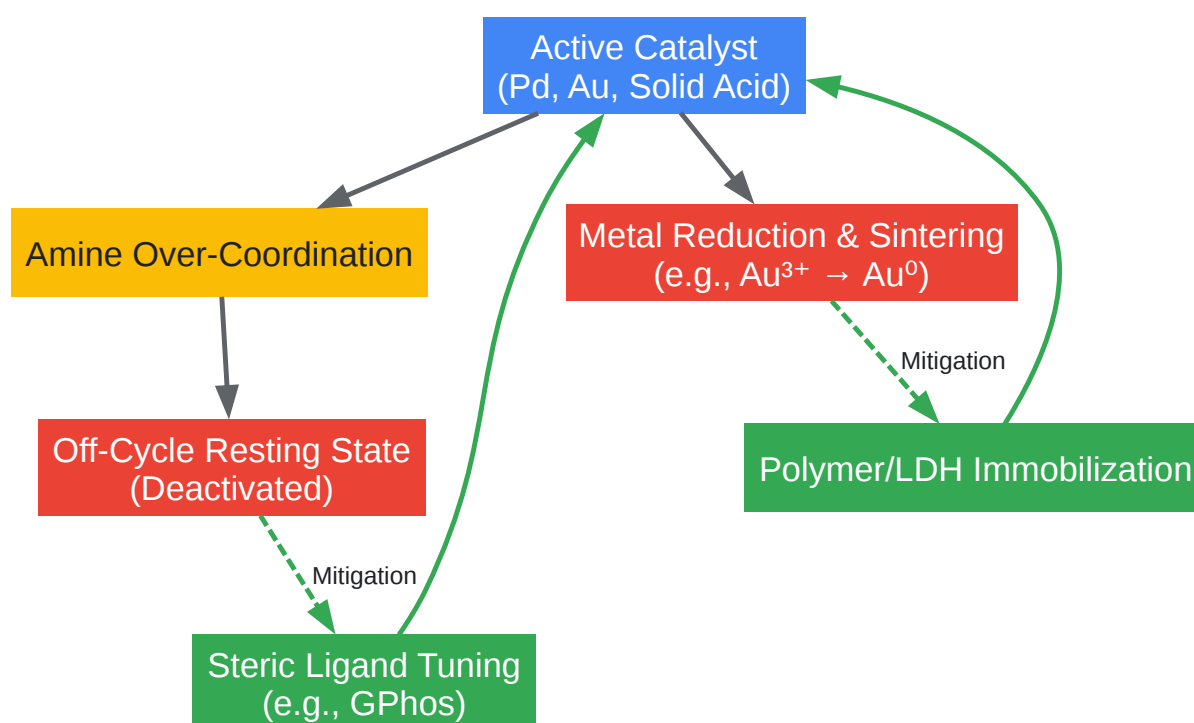 Active Catalyst
(Pd, Au, Solid Acid)
Amine Over-Coordination
Metal Reduction & Sintering
(e.g., Au³⁺ → Au⁰)
Mitigation
Off-Cycle Resting State
(Deactivated)
Polymer/LDH Immobilization
Mitigation
Steric Ligand Tuning
(e.g., GPhos)